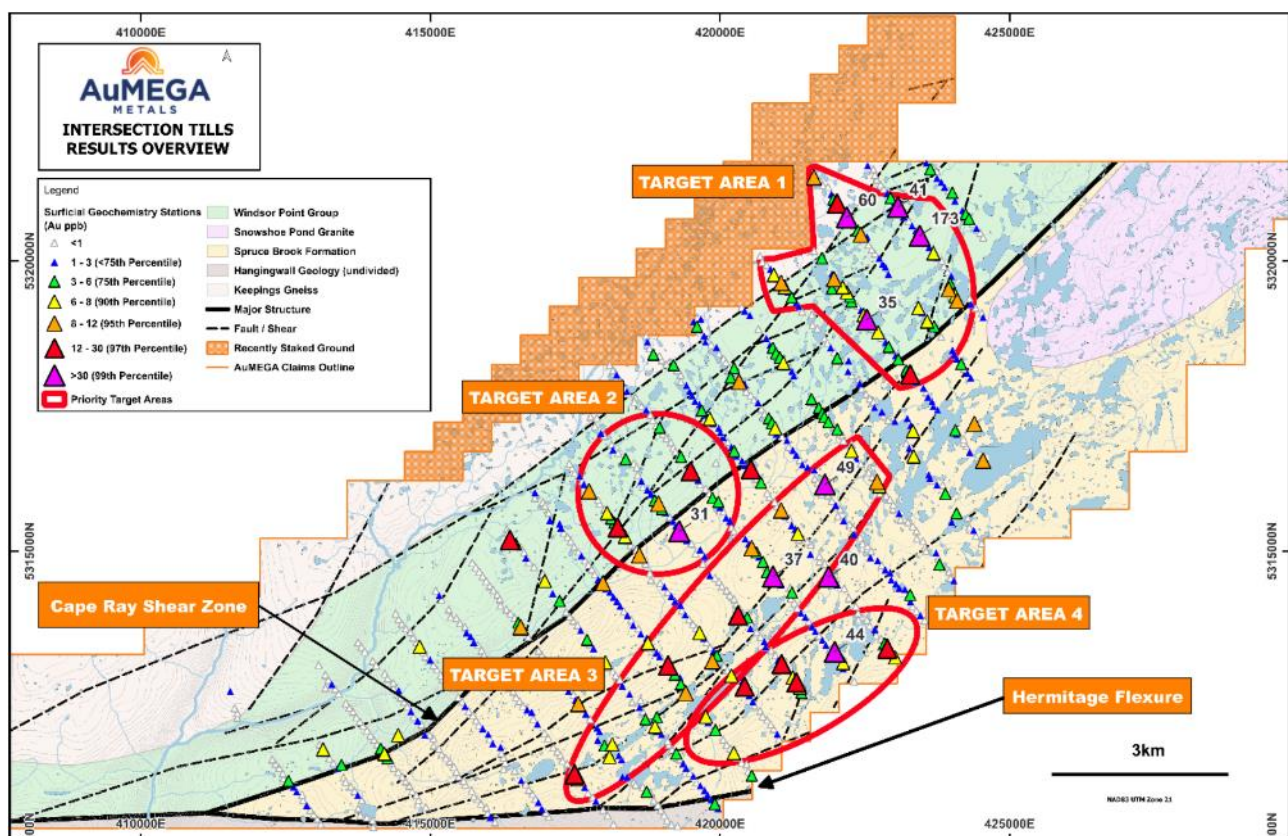 410000E 415000E 420000E 425000E
AuMEGA
METALS
INTERSECTION TILLS
RESULTS OVERVIEW
Legend
Surficial Geochemistry Stations
(Au ppb)
<1
1 - 3 (<75th Percentile)
3 - 6 (75th Percentile)
6 - 8 (90th Percentile)
8 - 12 (95th Percentile)
12 - 30 (97th Percentile)
>30 (99th Percentile)
Priority Target Areas
Windsor Point Group
Snowshoe Pond Granite
Spruce Brook Formation
Hangingwall Geology (undivided)
Keepings Gneiss
Major Structure
Fault / Shear
Recently Staked Ground
AuMEGA Claims Outline
TARGET AREA 1
60
41
173
5320000N
5320000N
35
TARGET AREA 2
49
31
5315000N
5315000N
37
40
Cape Ray Shear Zone
TARGET AREA 4
44
TARGET AREA 3
Hermitage Flexure
3km
NAD83 UTM Zone 21
5310000N
5310000N
410000E 415000E 420000E 425000E